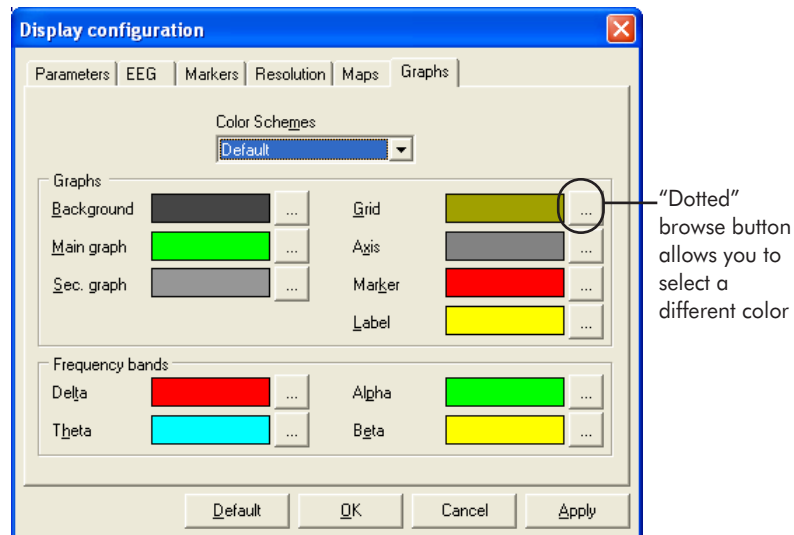 Display configuration
Parameters EEG Markers Resolution Maps Graphs
Color Schemes
Default
Graphs
Background ... Grid ...
Main graph ... Axis ...
Sec. graph ... Marker ...
Label ...
Frequency bands
Delta ... Alpha ...
Theta ... Beta ...
Default OK Cancel Apply
“Dotted”
browse button
allows you to
select a
different color